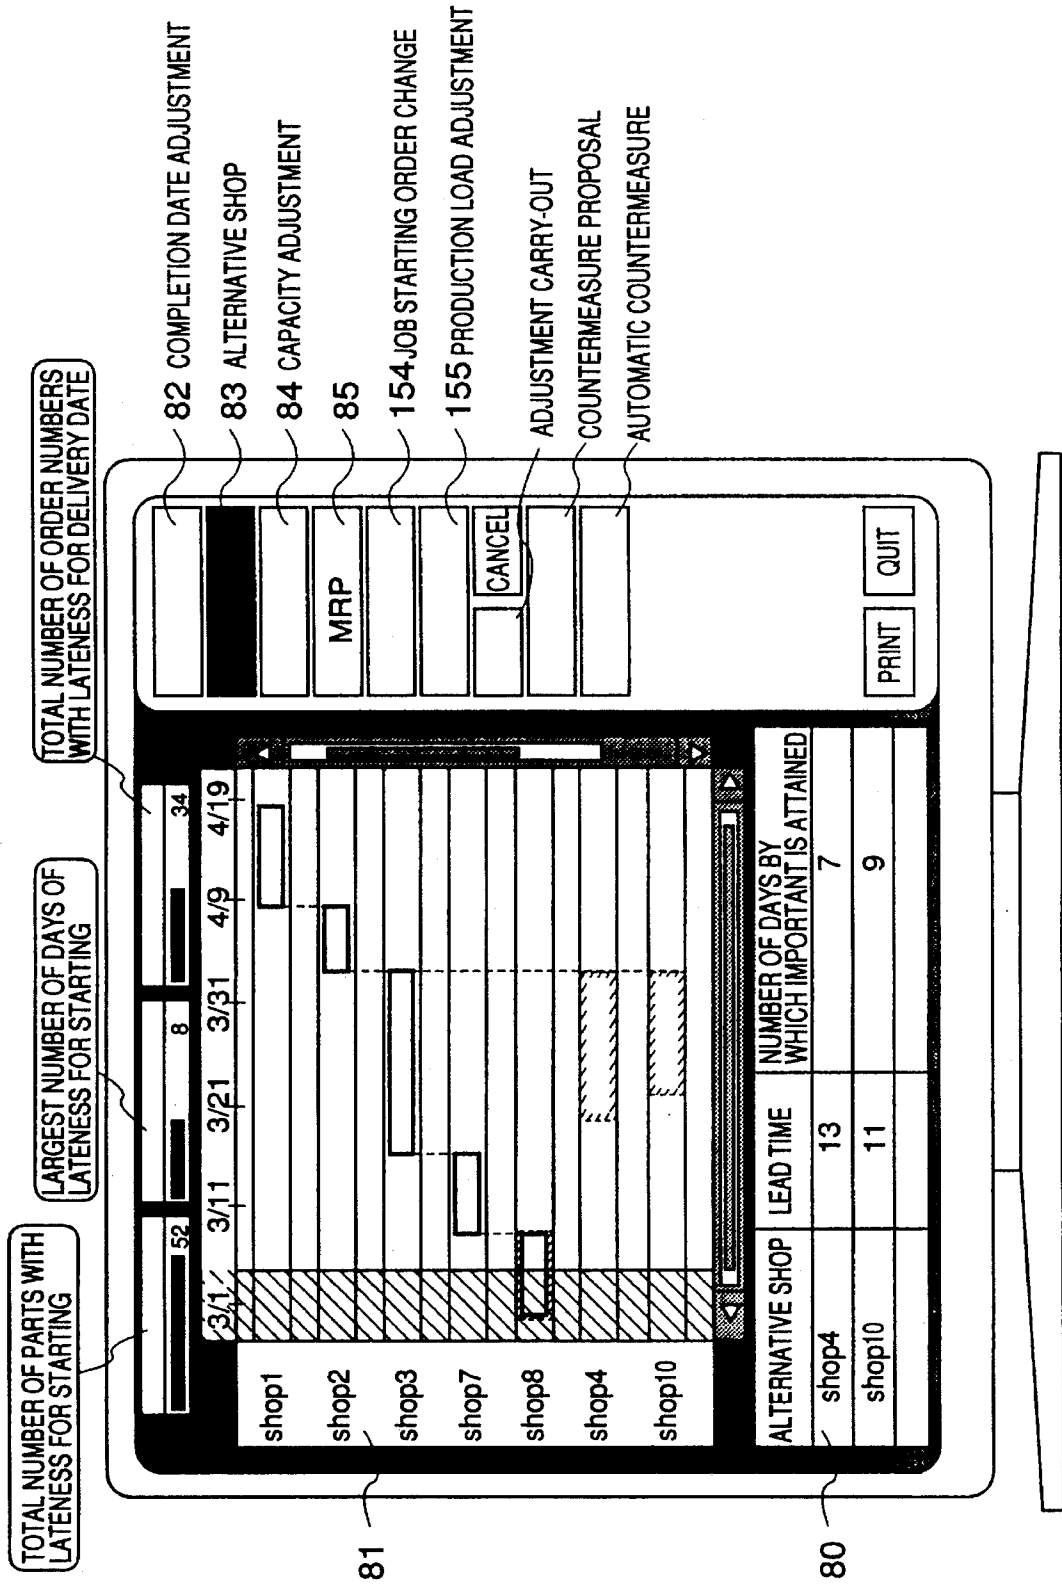 TOTAL NUMBER OF PARTS WITH
LATENESS FOR STARTING
LARGEST NUMBER OF DAYS OF
LATENESS FOR STARTING
TOTAL NUMBER OF ORDER NUMBERS
WITH LATENESS FOR DELIVERY DATE
52
8
34
3/1
3/11
3/21
3/31
4/9
4/19
shop1
shop2
shop3
shop7
shop8
shop4
shop10
81
ALTERNATIVE SHOP
LEAD TIME
NUMBER OF DAYS BY
WHICH IMPORTANT IS ATTAINED
shop4
13
7
shop10
11
9
80
MRP
CANCEL
PRINT
QUIT
82 COMPLETION DATE ADJUSTMENT
83 ALTERNATIVE SHOP
84 CAPACITY ADJUSTMENT
85
154 JOB STARTING ORDER CHANGE
155 PRODUCTION LOAD ADJUSTMENT
ADJUSTMENT CARRY-OUT
COUNTERMEASURE PROPOSAL
AUTOMATIC COUNTERMEASURE